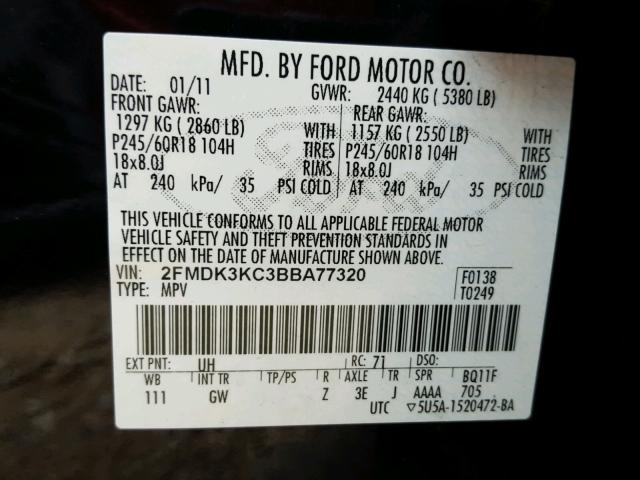 MFD. BY FORD MOTOR CO.
DATE: 01/11 GVWR: 2440 KG ( 5380 LB)
FRONT GAWR: REAR GAWR:
1297 KG ( 2860 LB) WITH 1157 KG ( 2550 LB) WITH
P245/60R18 104H TIRES P245/60R18 104H TIRES
18x8.0J RIMS 18x8.0J RIMS
AT 240 kPa/ 35 PSI COLD AT 240 kPa/ 35 PSI COLD
THIS VEHICLE CONFORMS TO ALL APPLICABLE FEDERAL MOTOR
VEHICLE SAFETY AND THEFT PREVENTION STANDARDS IN
EFFECT ON THE DATE OF MANUFACTURE SHOWN ABOVE.
VIN: 2FMDK3KC3BBA77320 F0138
TYPE: MPV T0249
EXT PNT: UH RC: 71 DSO:
WB INT TR TP/PS R AXLE TR SPR BQ11F
111 GW Z 3E J AAAA 705
UTC ▽5U5A-1520472-BA